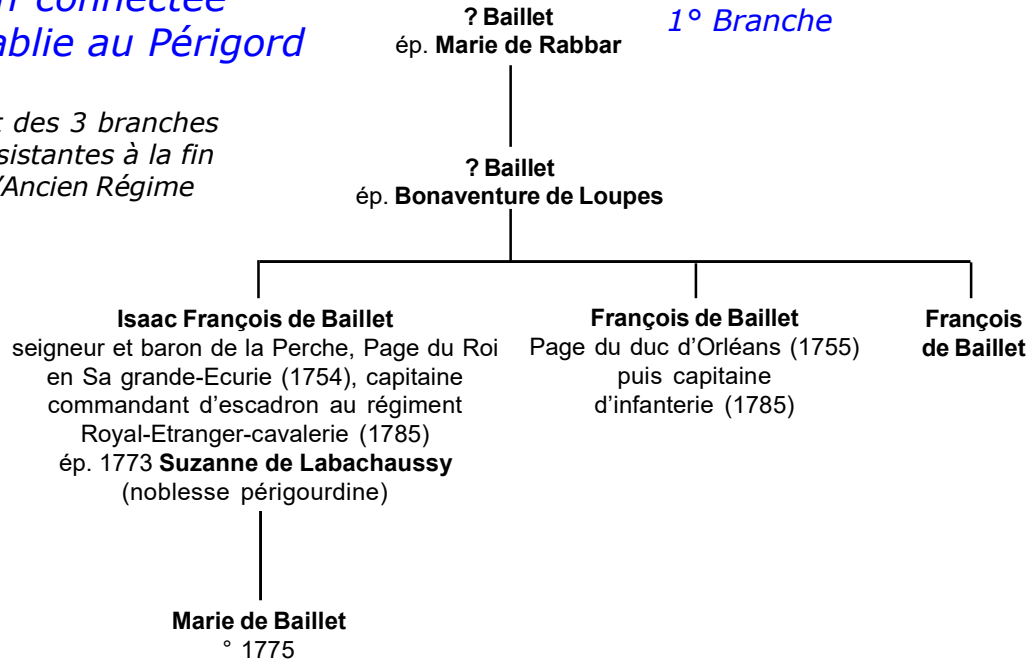 connectée
ablie au Périgord
des 3 branches
sistantes à la fin
Ancien Régime
1° Branche
? Baillet
ép. Marie de Rabbar
? Baillet
ép. Bonaventure de Loupes
Isaac François de Baillet
seigneur et baron de la Perche, Page du Roi
en Sa grande-Ecurie (1754), capitaine
commandant d'escadron au régiment
Royal-Etranger-cavalerie (1785)
ép. 1773 Suzanne de Labachaussy
(noblesse périgourdine)
François de Baillet
Page du duc d'Orléans (1755)
puis capitaine
d'infanterie (1785)
François
de Baillet
Marie de Baillet
° 1775